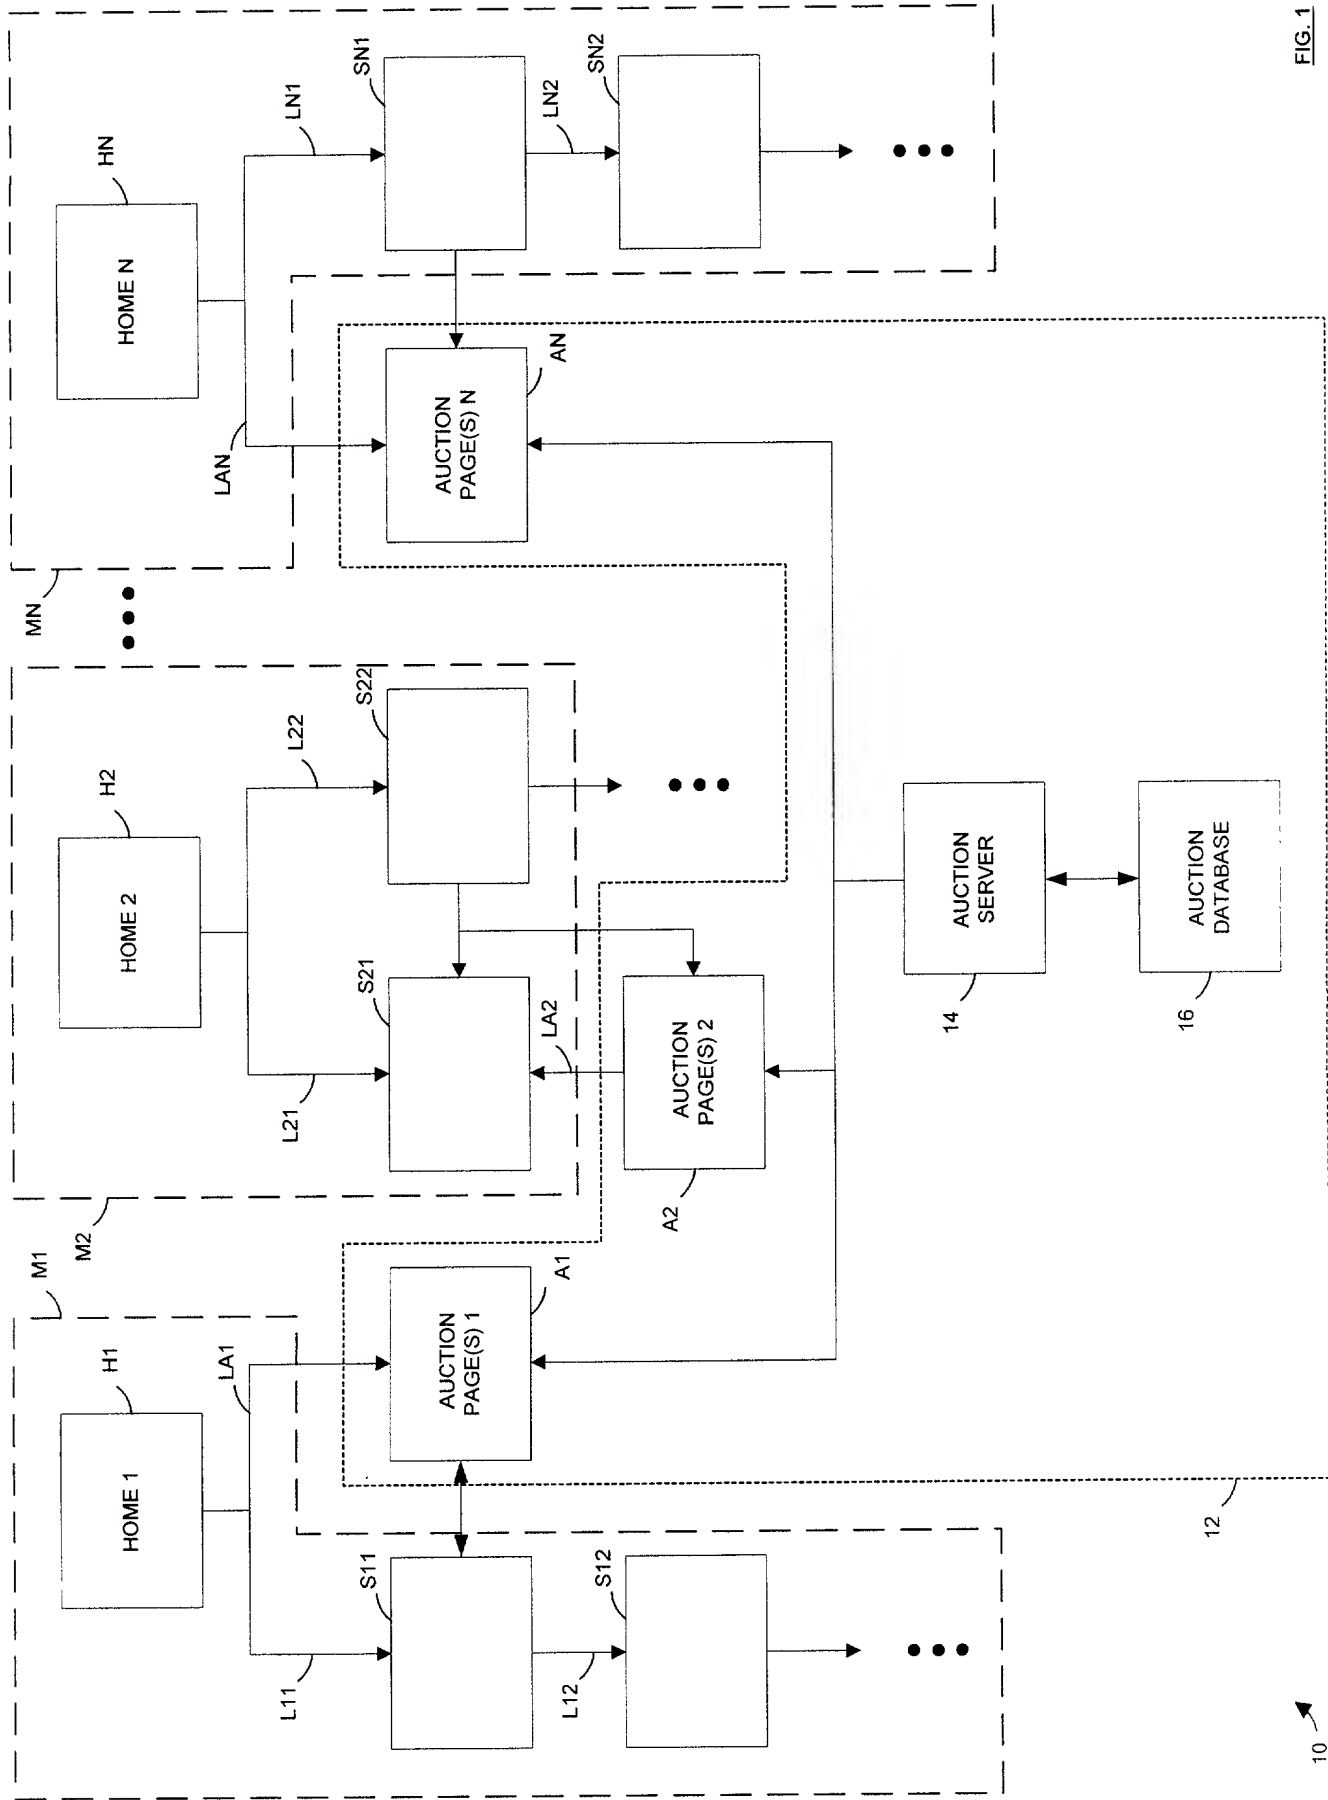 M1
HOME 1
H1
LA1
L11
S11
L12
S12
AUCTION
PAGE(S) 1
A1
M2
HOME 2
H2
L21
L22
S21
S22
LA2
AUCTION
PAGE(S) 2
A2
MN
HOME N
HN
LAN
LN1
SN1
LN2
SN2
AUCTION
PAGE(S) N
AN
AUCTION
SERVER
14
AUCTION
DATABASE
16
12
10
FIG. 1